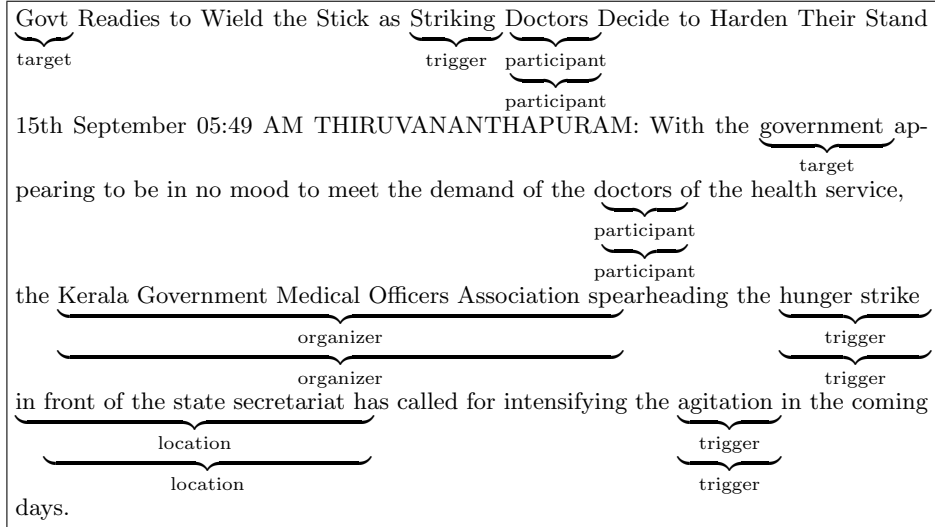 Govt Readies to Wield the Stick as Striking Doctors Decide to Harden Their Stand
target trigger participant
participant
15th September 05:49 AM THIRUVANANTHAPURAM: With the government ap-
target
pearing to be in no mood to meet the demand of the doctors of the health service,
participant
participant
the Kerala Government Medical Officers Association spearheading the hunger strike
organizer trigger
organizer trigger
in front of the state secretariat has called for intensifying the agitation in the coming
location trigger
location trigger
days.